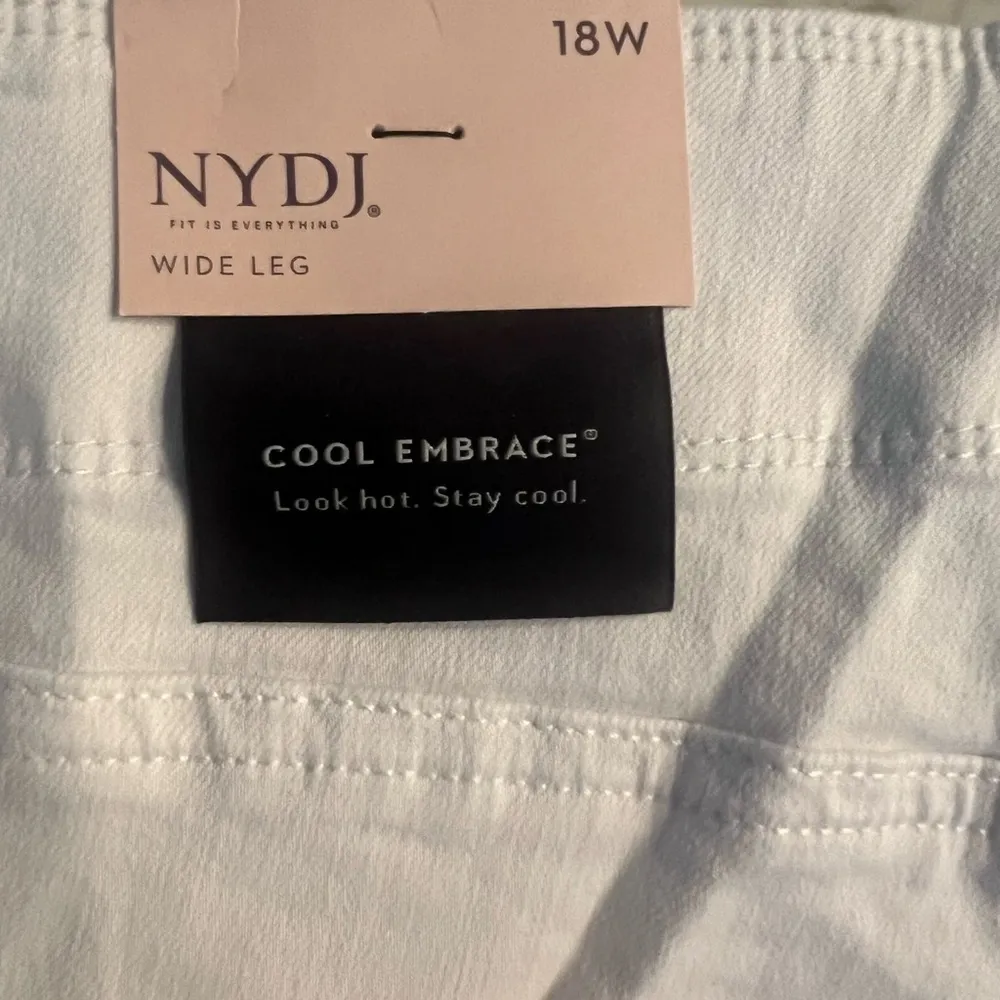 18W
NYDJ®
FIT IS EVERYTHING
WIDE LEG
COOL EMBRACE®
Look hot. Stay cool.